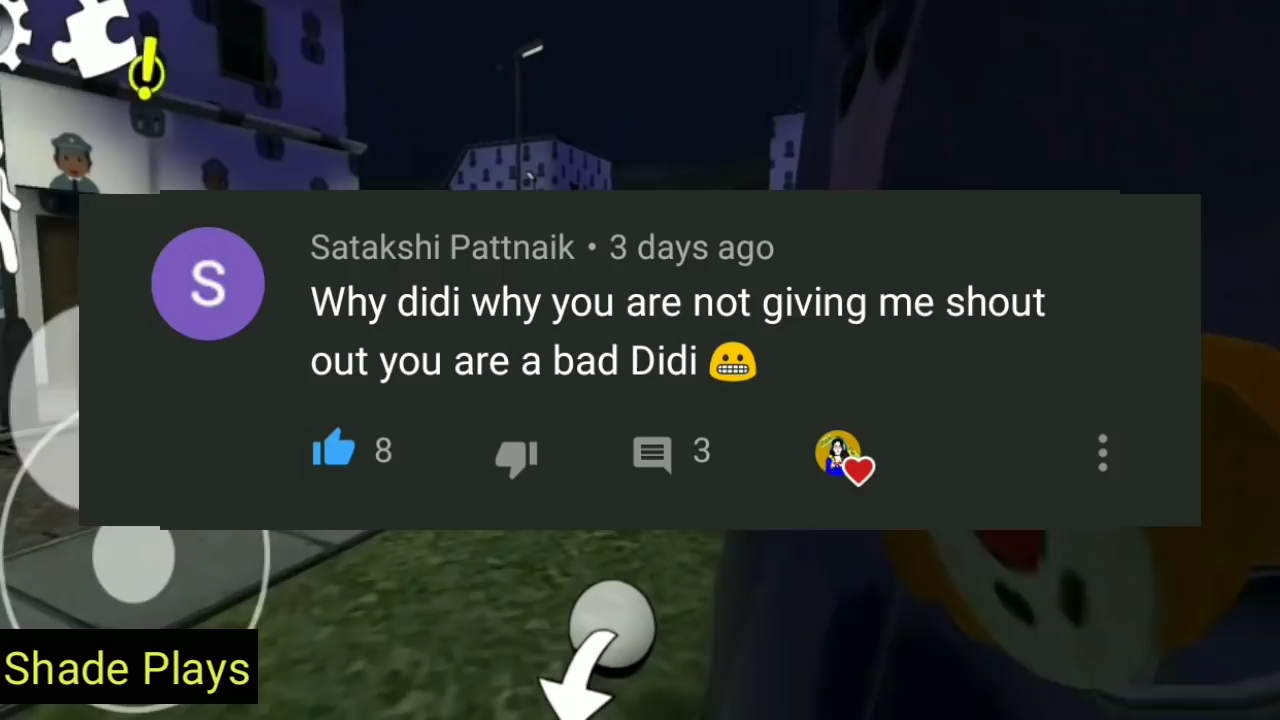 S
Satakshi Pattnaik • 3 days ago
Why didi why you are not giving me shout
out you are a bad Didi 😬
8
3
Shade Plays